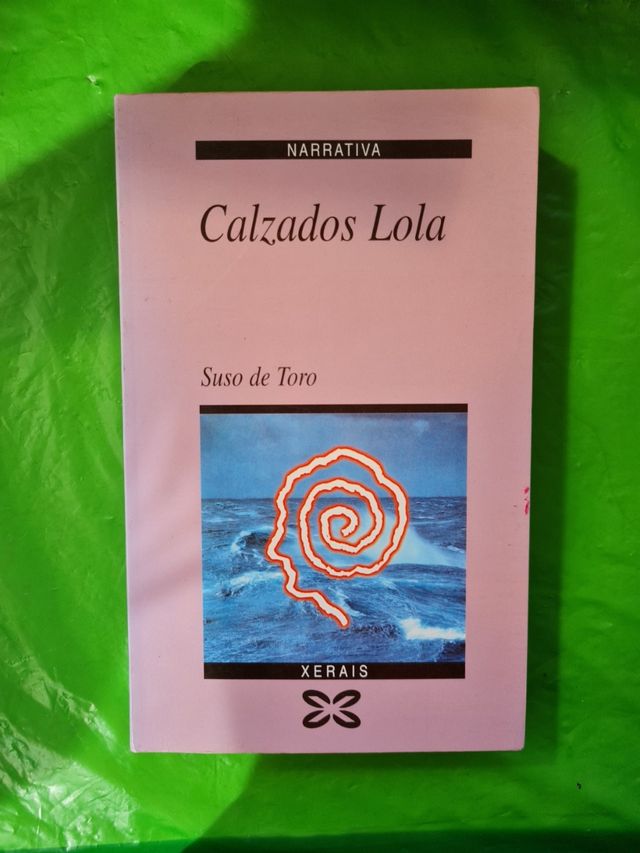 NARRATIVA
Calzados Lola
Suso de Toro
XERAIS